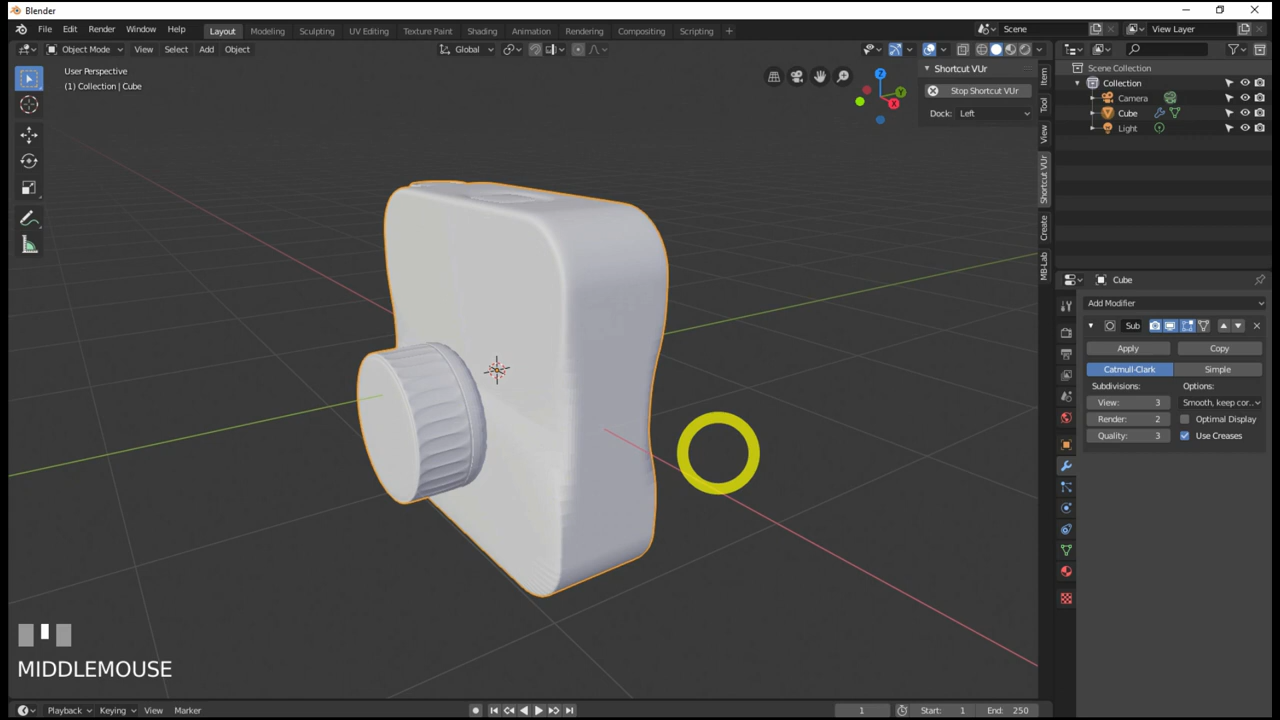 Blender
File Edit Render Window Help Layout Modeling Sculpting UV Editing Texture Paint Shading Animation Rendering Compositing Scripting + Scene View Layer
Object Mode View Select Add Object Global
User Perspective
(1) Collection | Cube
Shortcut VUr
Stop Shortcut VUr
Dock: Left
Z
Y
X
Item
Tool
View
Shortcut VUr
Create
MB-Lab
Scene Collection
Collection
Camera
Cube
Light
Cube
Add Modifier
Sub
Apply Copy
Catmull-Clark Simple
Subdivisions: Options:
View: 3 Smooth, keep cor..
Render: 2 Optimal Display
Quality: 3 Use Creases
MIDDLEMOUSE
Playback Keying View Marker 1 Start: 1 End: 250